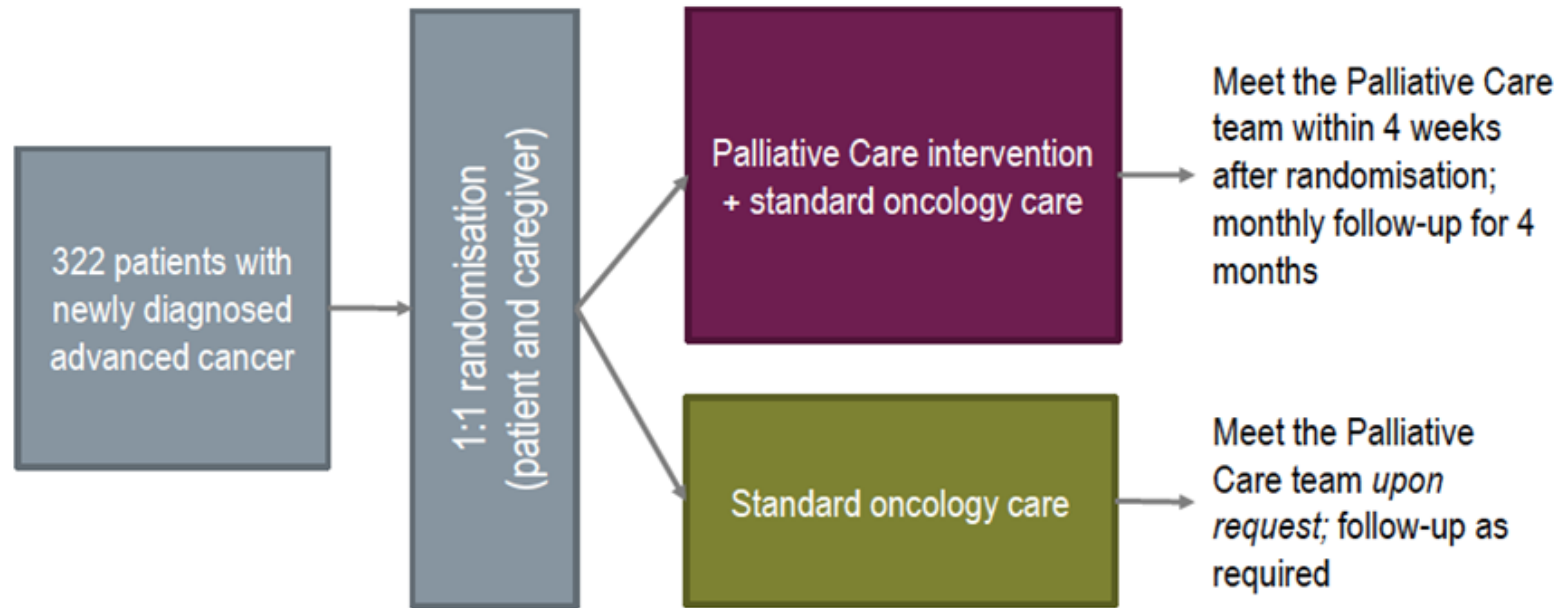 322 patients with
newly diagnosed
advanced cancer
1:1 randomisation
(patient and caregiver)
Palliative Care intervention
+ standard oncology care
Meet the Palliative Care
team within 4 weeks
after randomisation;
monthly follow-up for 4
months
Standard oncology care
Meet the Palliative
Care team upon
request; follow-up as
required